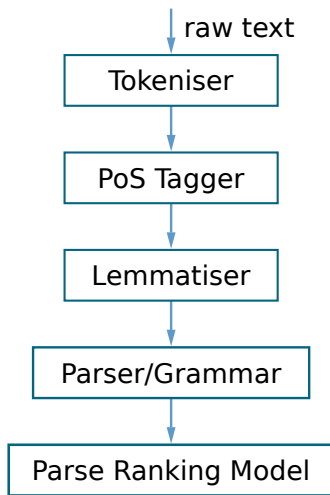 raw text
Tokeniser
PoS Tagger
Lemmatiser
Parser/Grammar
Parse Ranking Model